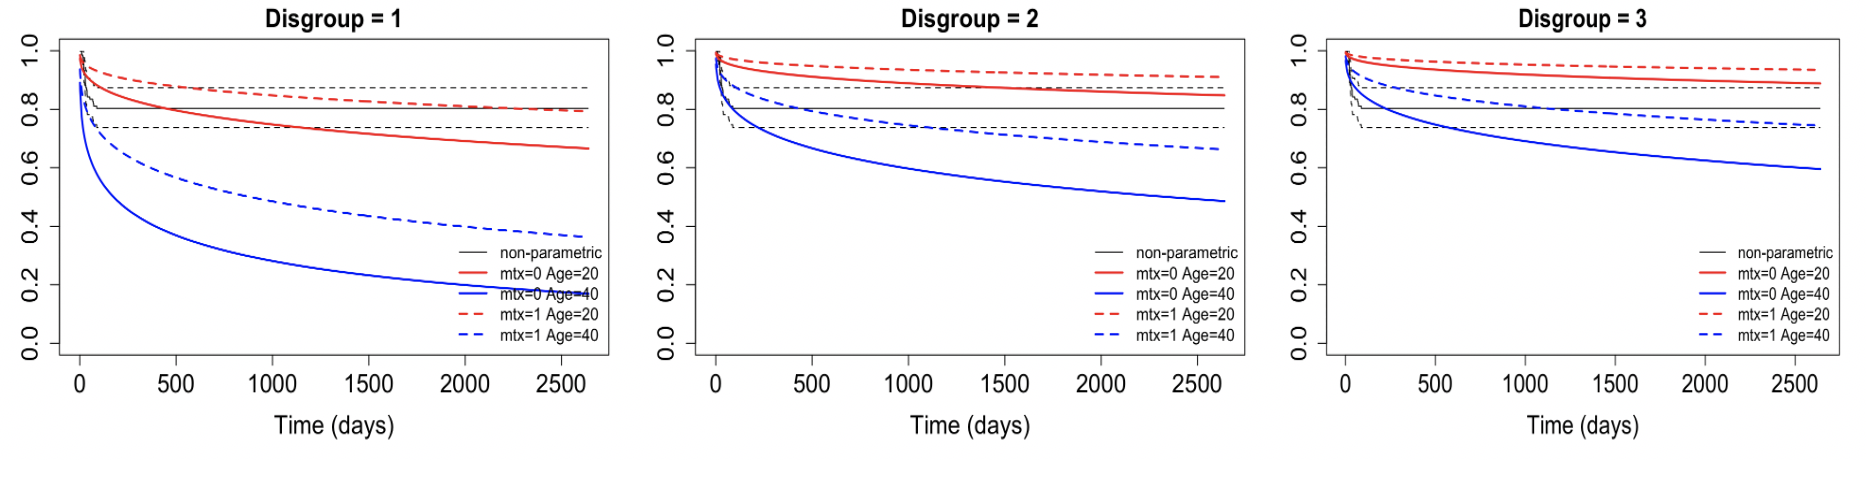 Disgroup = 1
1.0
0.8
0.6
0.4
0.2
0.0
non-parametric
mtx=0 Age=20
mtx=0 Age=40
mtx=1 Age=20
mtx=1 Age=40
0 500 1000 1500 2000 2500
Time (days)
Disgroup = 2
1.0
0.8
0.6
0.4
0.2
0.0
non-parametric
mtx=0 Age=20
mtx=0 Age=40
mtx=1 Age=20
mtx=1 Age=40
0 500 1000 1500 2000 2500
Time (days)
Disgroup = 3
1.0
0.8
0.6
0.4
0.2
0.0
non-parametric
mtx=0 Age=20
mtx=0 Age=40
mtx=1 Age=20
mtx=1 Age=40
0 500 1000 1500 2000 2500
Time (days)